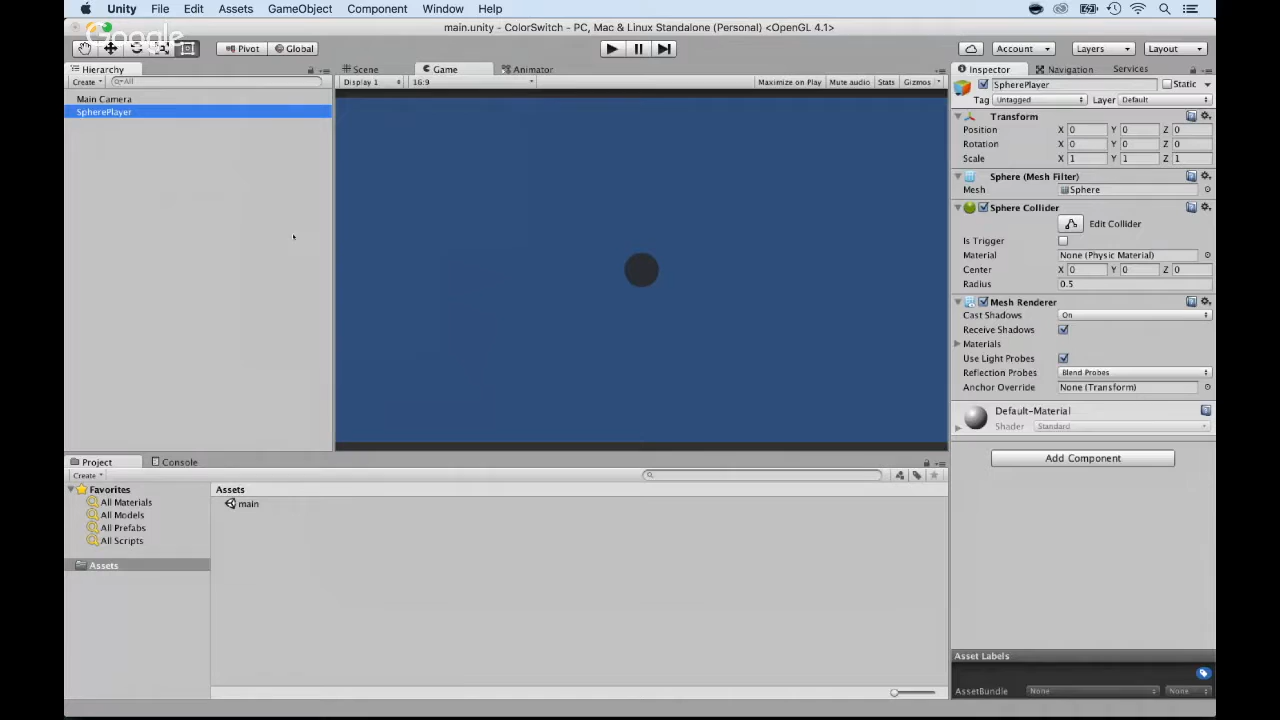 Unity File Edit Assets GameObject Component Window Help
Google
main.unity - ColorSwitch - PC, Mac & Linux Standalone (Personal) <OpenGL 4.1>
Pivot Global Account Layers Layout
Hierarchy Scene Game Animator Inspector Navigation Services
Create All Display 1 16:9 Maximize on Play Mute audio Stats Gizmos
SpherePlayer Static
Main Camera
SpherePlayer
Tag Untagged Layer Default
Transform
Position X 0 Y 0 Z 0
Rotation X 0 Y 0 Z 0
Scale X 1 Y 1 Z 1
Sphere (Mesh Filter)
Mesh Sphere
Sphere Collider
Edit Collider
Is Trigger
Material None (Physic Material)
Center X 0 Y 0 Z 0
Radius 0.5
Mesh Renderer
Cast Shadows On
Receive Shadows
Materials
Use Light Probes
Reflection Probes Blend Probes
Anchor Override None (Transform)
Default-Material
Shader Standard
Add Component
Project Console
Create
Favorites
All Materials
All Models
All Prefabs
All Scripts
Assets
Assets
main
Asset Labels
AssetBundle None None